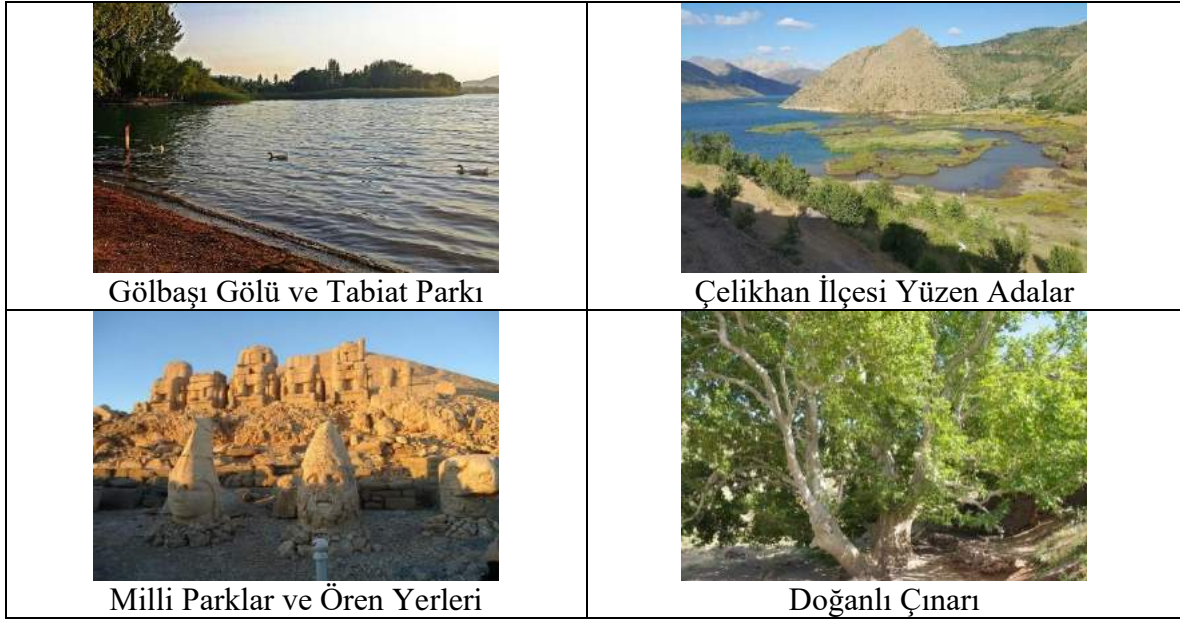 Gölbaşı Gölü ve Tabiat Parkı
Çelikhan İlçesi Yüzen Adalar
Milli Parklar ve Ören Yerleri
Doğanlı Çınarı